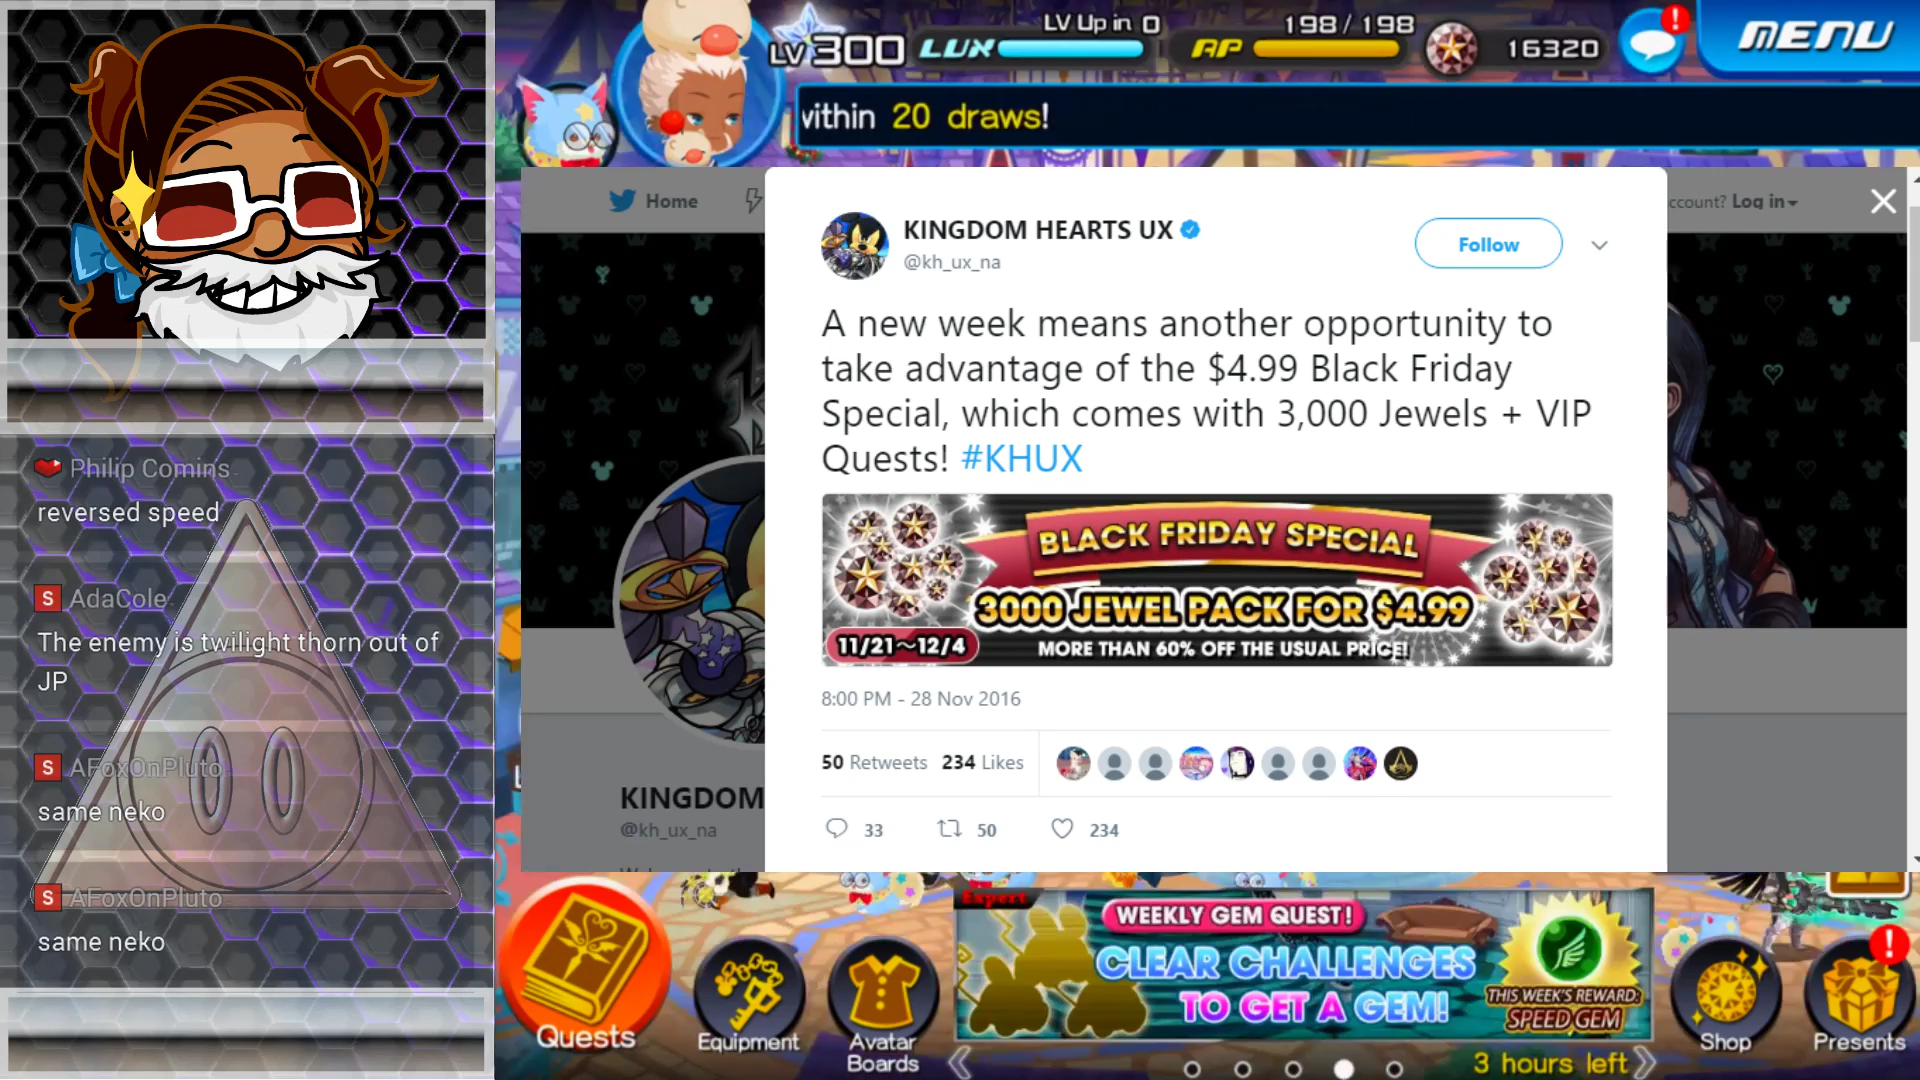 LV 300
LUX
LV Up in 0
AP
198 / 198
16320
MENU
within 20 draws!
Home
KINGDOM HEARTS UX
@kh_ux_na
Follow
Log in
A new week means another opportunity to
take advantage of the $4.99 Black Friday
Special, which comes with 3,000 Jewels + VIP
Quests! #KHUX
BLACK FRIDAY SPECIAL
3000 JEWEL PACK FOR $4.99
11/21~12/4
MORE THAN 60% OFF THE USUAL PRICE!
8:00 PM - 28 Nov 2016
50 Retweets 234 Likes
33 50 234
KINGDOM
@kh_ux_na
Philip Comins
reversed speed
S AdaCole
The enemy is twilight thorn out of
JP
S AFoxOnPluto
same neko
S AFoxOnPluto
same neko
Quests
Equipment
Avatar
Boards
Expert
WEEKLY GEM QUEST!
CLEAR CHALLENGES
TO GET A GEM!
THIS WEEK'S REWARD:
SPEED GEM
3 hours left
Shop
Presents